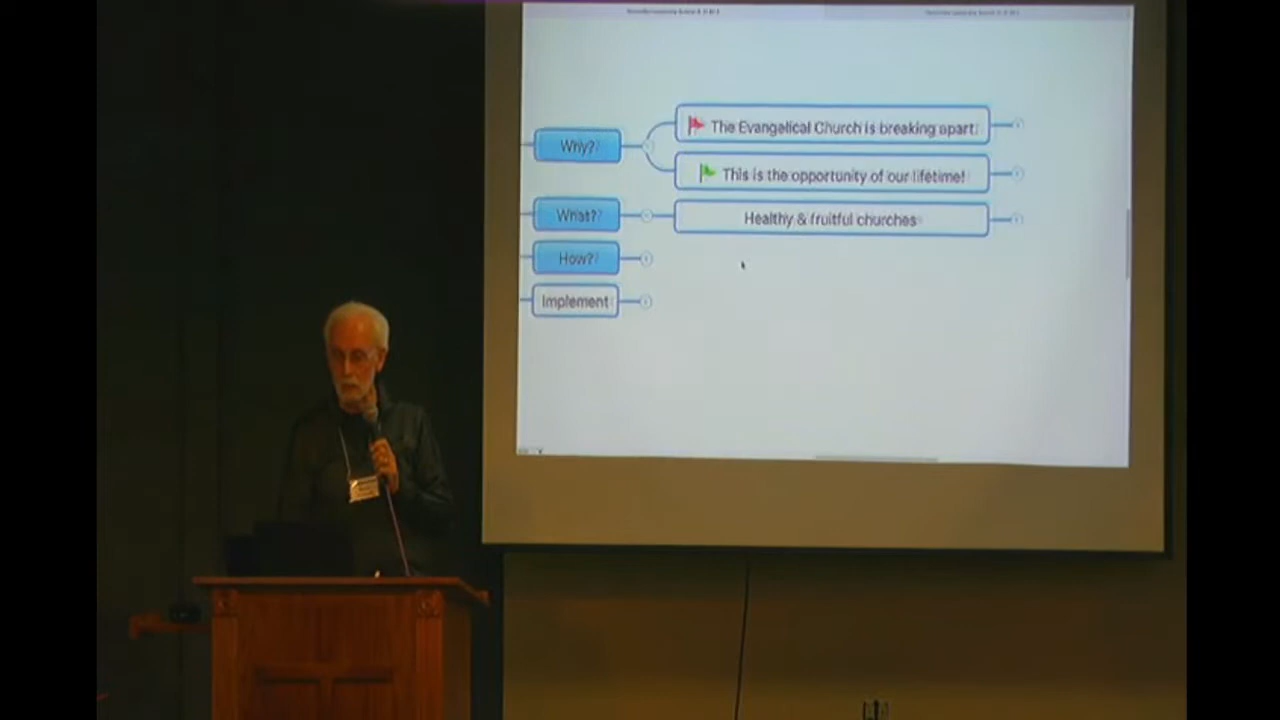 Why?
The Evangelical Church is breaking apart.
This is the opportunity of our lifetime!
What?
Healthy & fruitful churches
How?
Implement